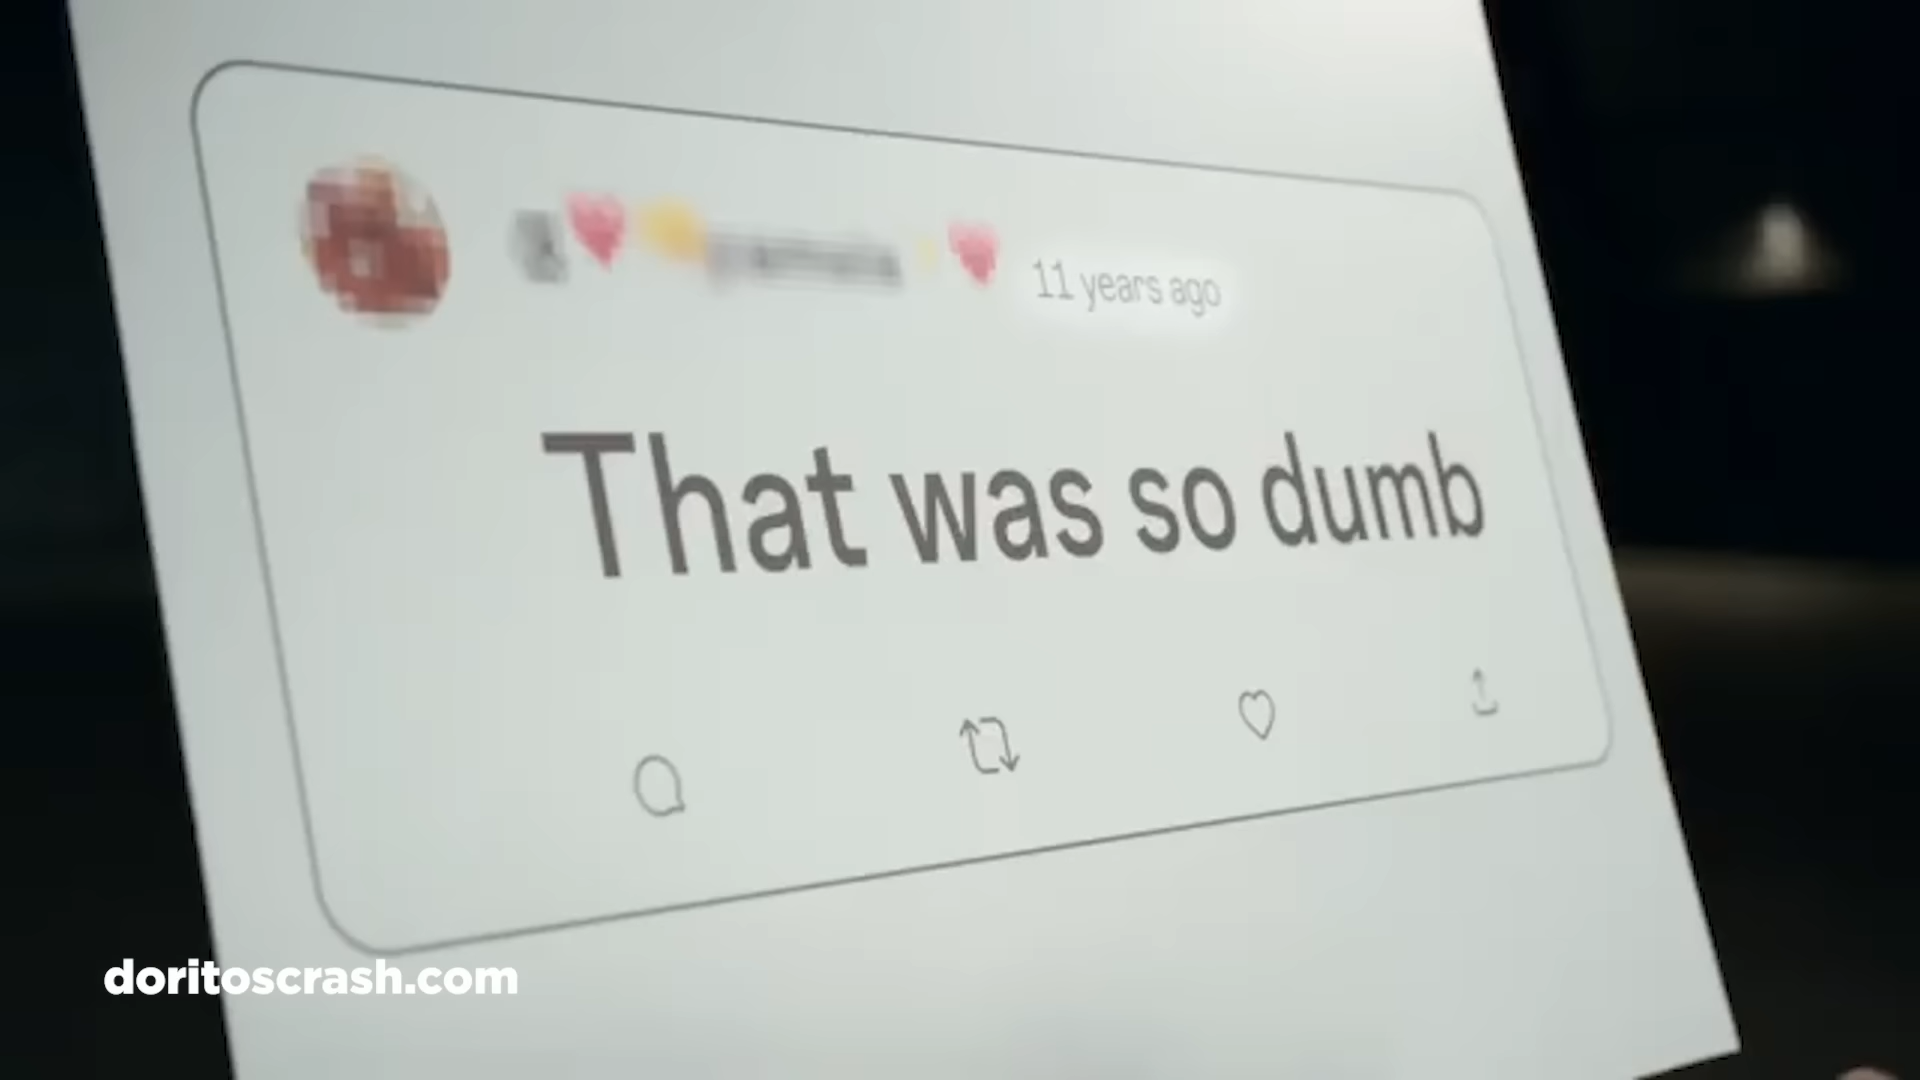 11 years ago
That was so dumb
doritoscrash.com